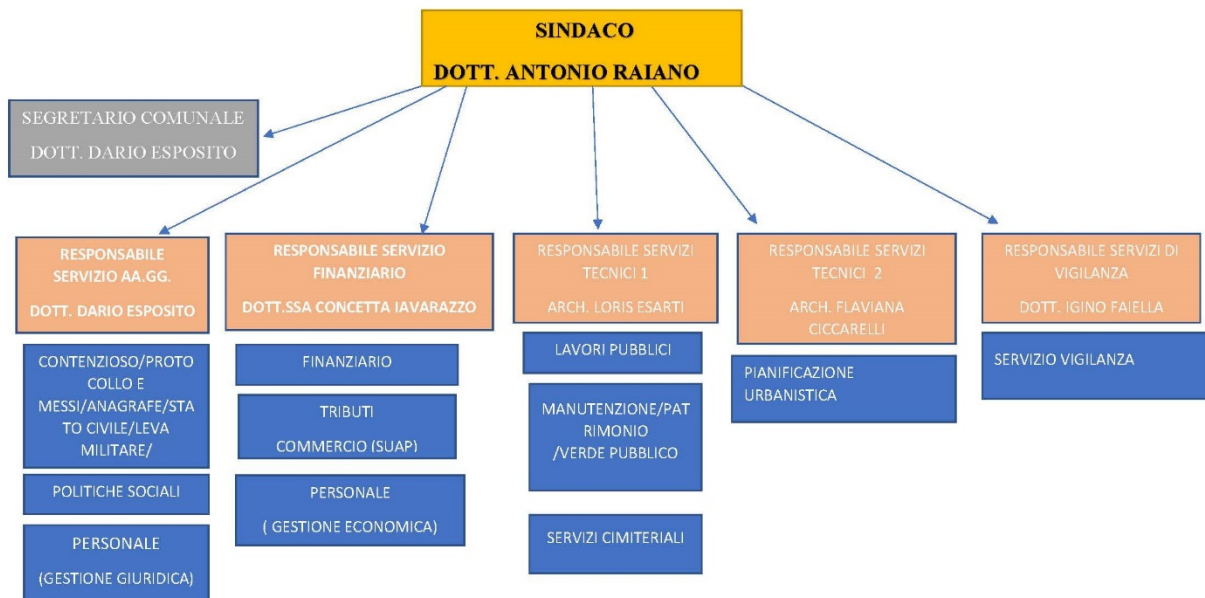 SINDACO
DOTT. ANTONIO RAIANO
SEGRETARIO COMUNALE
DOTT. DARIO ESPOSITO
RESPONSABILE
SERVIZIO AA.GG.
DOTT. DARIO ESPOSITO
CONTENZIOSO/PROTO
COLLO E
MESSI/ANAGRAFE/STA
TO CIVILE/LEVA
MILITARE/
POLITICHE SOCIALI
PERSONALE
(GESTIONE GIURIDICA)
RESPONSABILE SERVIZIO
FINANZIARIO
DOTT.SSA CONCETTA IAVARAZZO
FINANZIARIO
TRIBUTI
COMMERCIO (SUAP)
PERSONALE
( GESTIONE ECONOMICA)
RESPONSABILE SERVIZI
TECNICI 1
ARCH. LORIS ESARTI
LAVORI PUBBLICI
MANUTENZIONE/PAT
RIMONIO
/VERDE PUBBLICO
SERVIZI CIMITERIALI
RESPONSABILE SERVIZI
TECNICI 2
ARCH. FLAVIANA
CICCARELLI
PIANIFICAZIONE
URBANISTICA
RESPONSABILE SERVIZI DI
VIGILANZA
DOTT. IGINO FAIELLA
SERVIZIO VIGILANZA